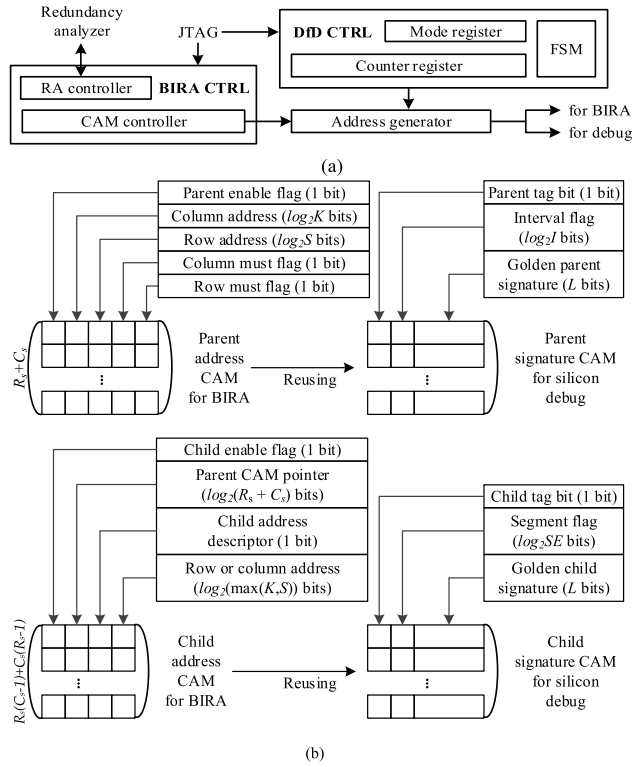 Redundancy
analyzer
JTAG
DfD CTRL
Mode register
FSM
Counter register
RA controller
BIRA CTRL
CAM controller
Address generator
for BIRA
for debug
(a)
Parent enable flag (1 bit)
Column address (log₂K bits)
Row address (log₂S bits)
Column must flag (1 bit)
Row must flag (1 bit)
Parent tag bit (1 bit)
Interval flag
(log₂I bits)
Golden parent
signature (L bits)
Rₛ+Cₛ
...
Parent
address
CAM
for BIRA
Reusing
...
Parent
signature CAM
for silicon
debug
Child enable flag (1 bit)
Parent CAM pointer
(log₂(Rₛ + Cₛ) bits)
Child address
descriptor (1 bit)
Row or column address
(log₂(max(K,S)) bits)
Child tag bit (1 bit)
Segment flag
(log₂SE bits)
Golden child
signature (L bits)
Rₛ(Cₛ-1)+Cₛ(Rₛ-1)
...
Child
address
CAM
for BIRA
Reusing
...
Child
signature CAM
for silicon
debug
(b)